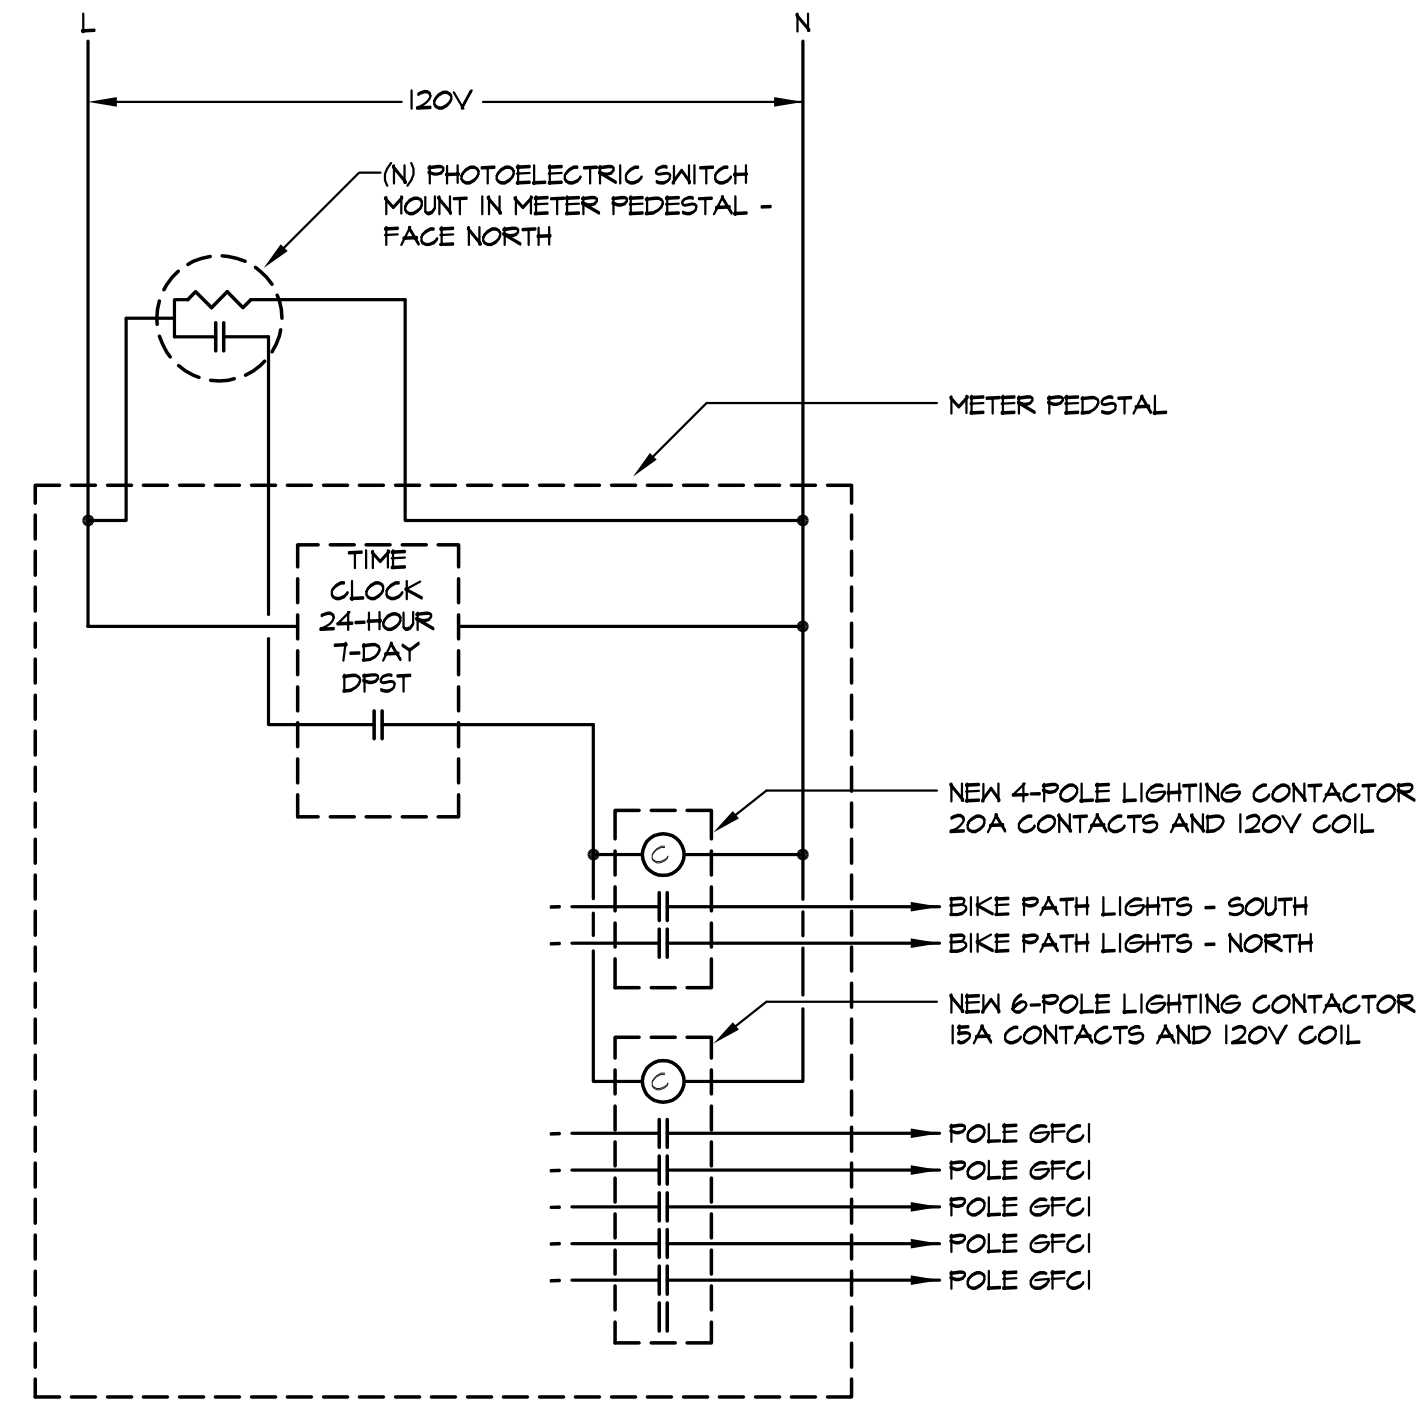 L
N
120V
(N) PHOTOELECTRIC SWITCH
MOUNT IN METER PEDESTAL -
FACE NORTH
METER PEDSTAL
TIME
CLOCK
24-HOUR
7-DAY
DPST
NEW 4-POLE LIGHTING CONTACTOR
20A CONTACTS AND 120V COIL
C
BIKE PATH LIGHTS - SOUTH
BIKE PATH LIGHTS - NORTH
NEW 6-POLE LIGHTING CONTACTOR
15A CONTACTS AND 120V COIL
C
POLE GFCI
POLE GFCI
POLE GFCI
POLE GFCI
POLE GFCI